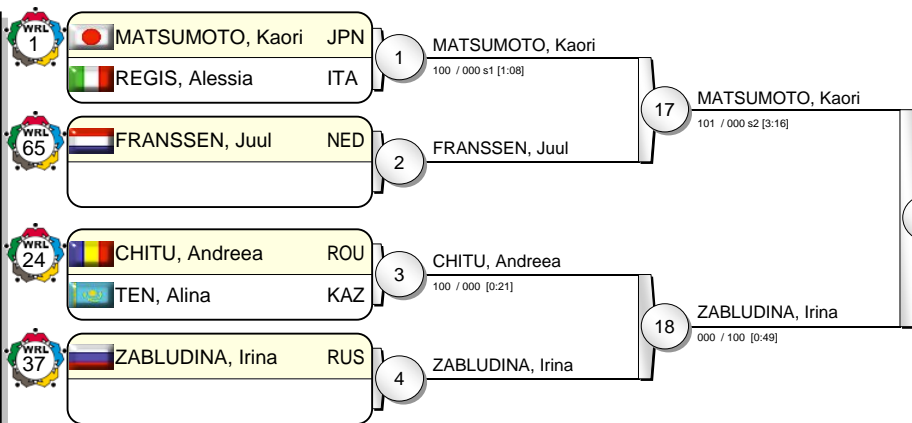 WRL
1
MATSUMOTO, Kaori JPN
REGIS, Alessia ITA
1
MATSUMOTO, Kaori
100 / 000 s1 [1:08]
WRL
65
FRANSSEN, Juul NED
2
FRANSSEN, Juul
17
MATSUMOTO, Kaori
101 / 000 s2 [3:16]
WRL
24
CHITU, Andreea ROU
TEN, Alina KAZ
3
CHITU, Andreea
100 / 000 [0:21]
WRL
37
ZABLUDINA, Irina RUS
4
ZABLUDINA, Irina
18
ZABLUDINA, Irina
000 / 100 [0:49]